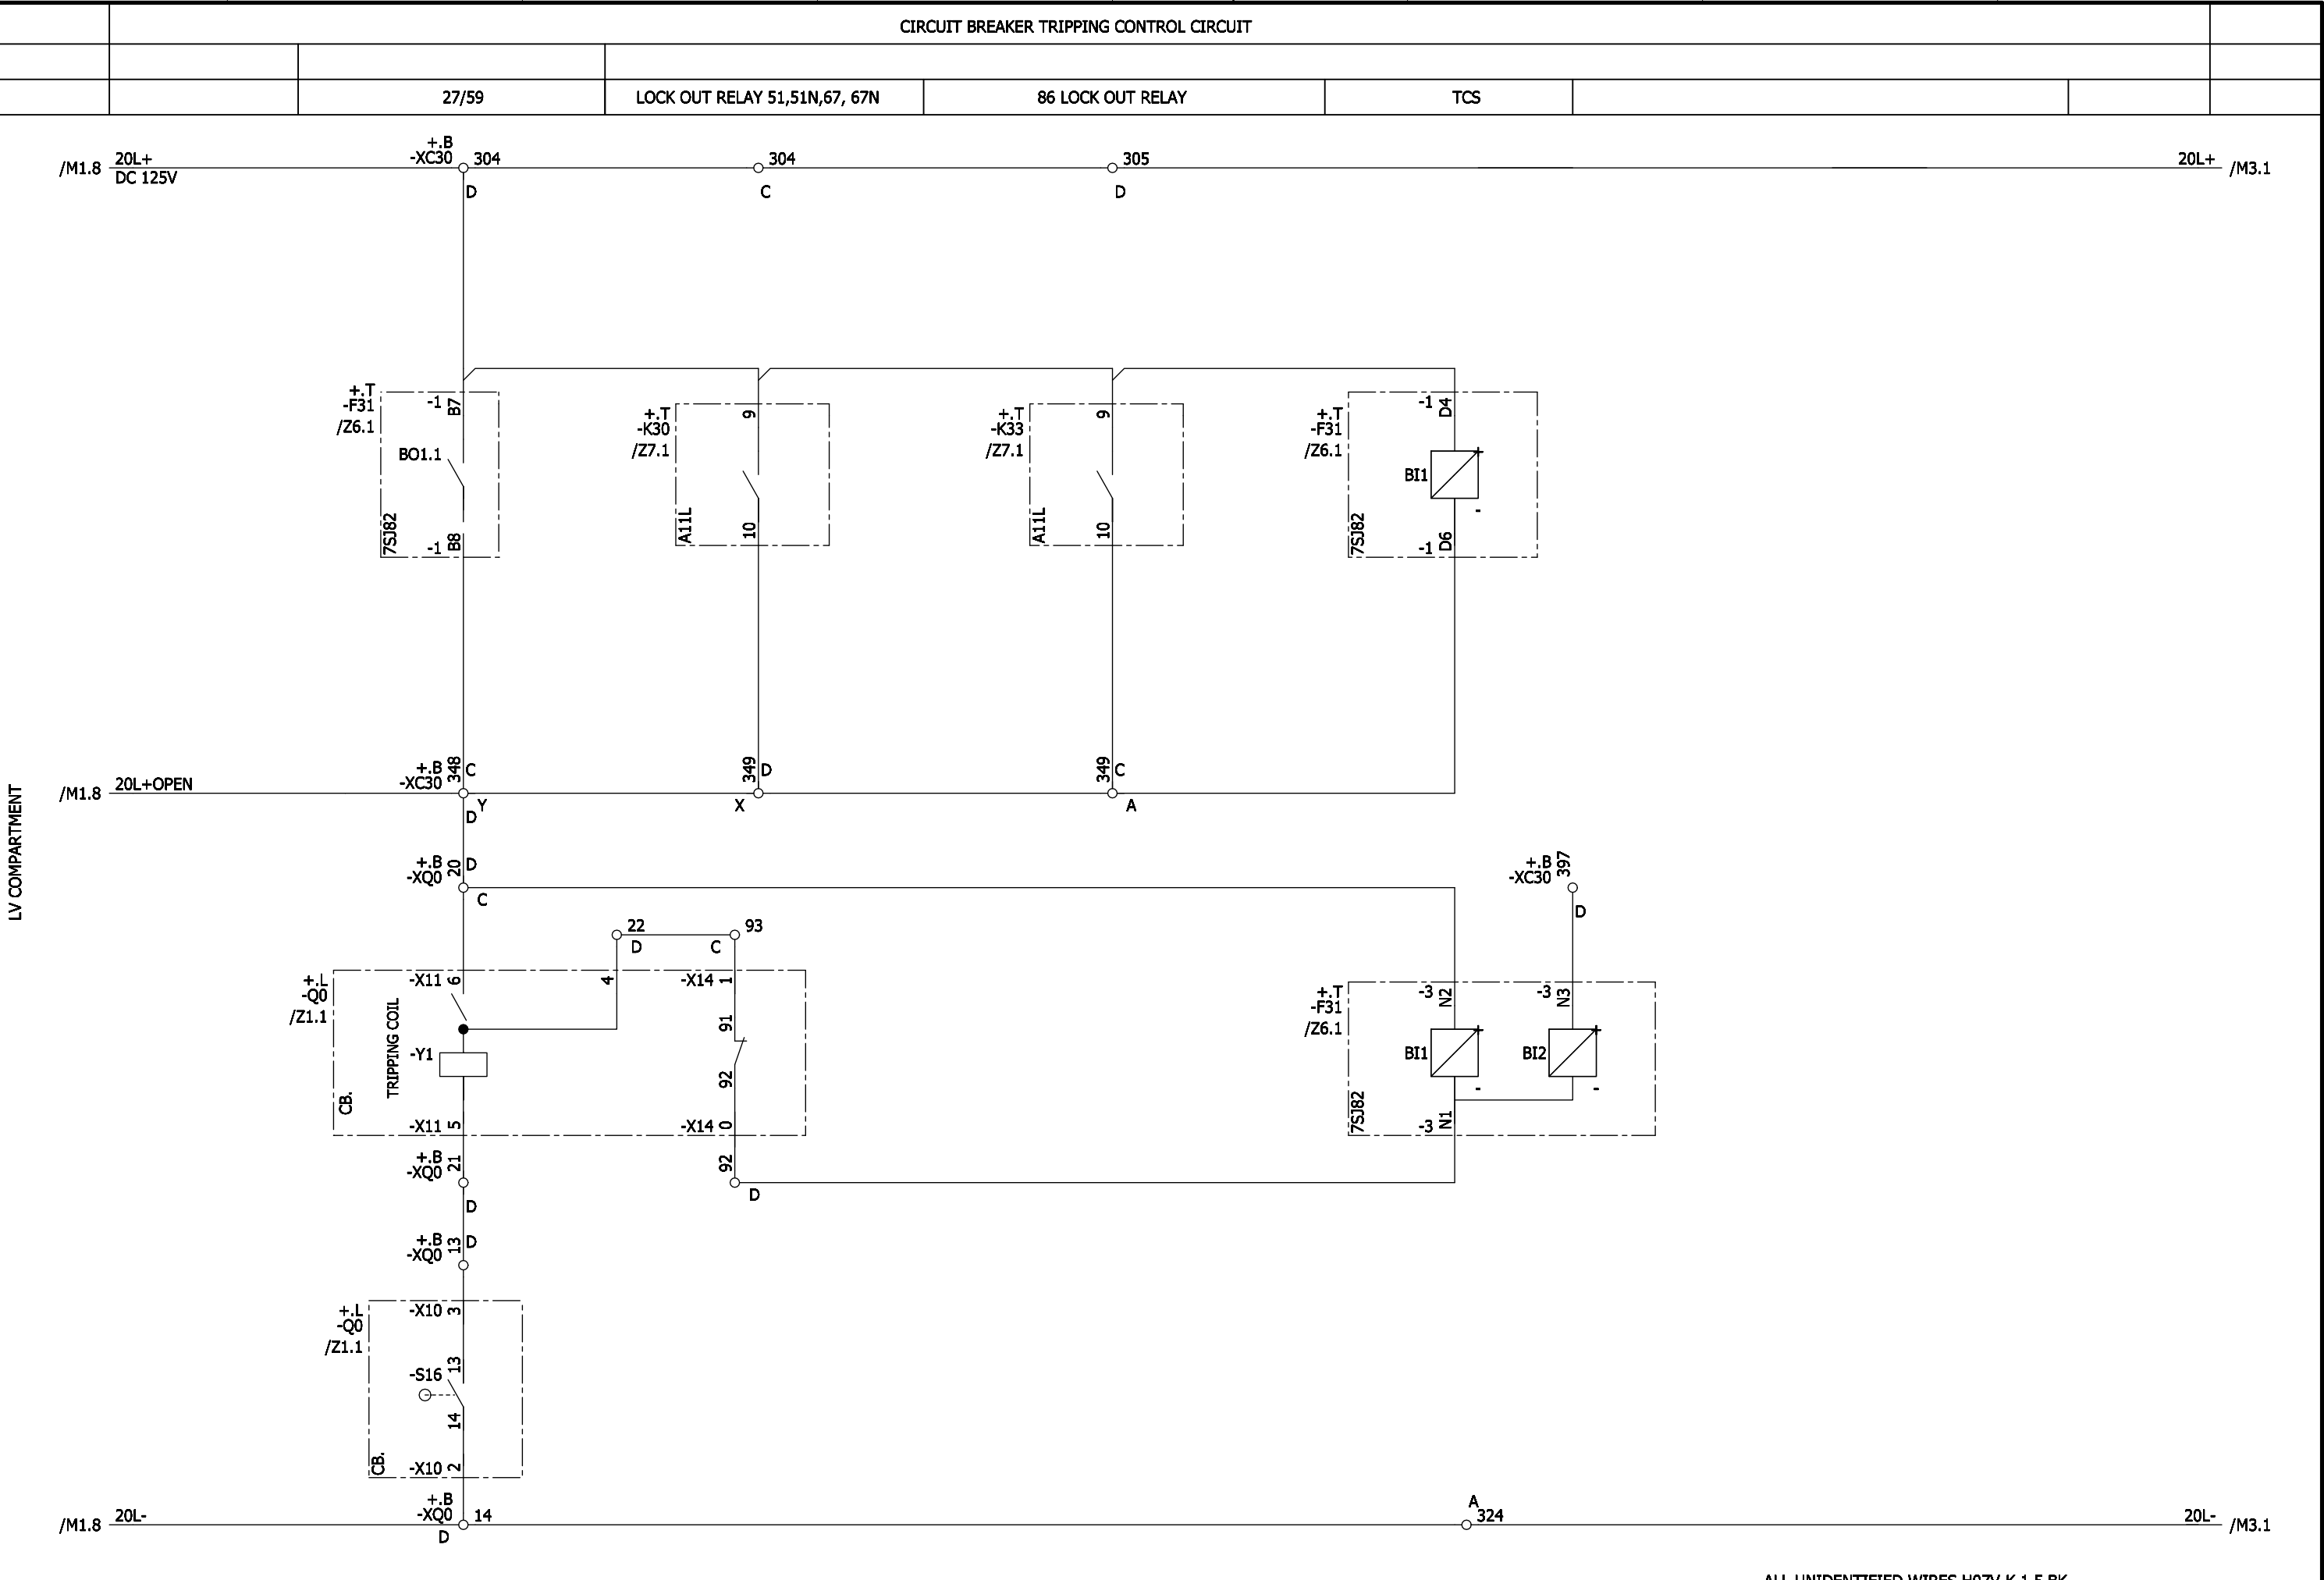 CIRCUIT BREAKER TRIPPING CONTROL CIRCUIT
27/59
LOCK OUT RELAY 51,51N,67, 67N
86 LOCK OUT RELAY
TCS
/M1.8
20L+
DC 125V
+.B
-XC30
304
D
304
C
305
D
20L+
/M3.1
+.T
-F31
/Z6.1
-1
B7
BO1.1
7SJ82
-1
B8
+.T
-K30
/Z7.1
9
A11L
10
+.T
-K33
/Z7.1
9
A11L
10
+.T
-F31
/Z6.1
-1
D4
+
BI1
-
7SJ82
-1
D6
LV COMPARTMENT
/M1.8
20L+OPEN
+.B
-XC30
348
C
Y
D
349
D
X
349
C
A
+.B
-XQ0
20
D
C
+.B
-XC30
397
D
22
D
93
C
+.L
-Q0
/Z1.1
-X11
6
4
-X14
1
TRIPPING COIL
-Y1
CB.
91
92
-X11
5
-X14
0
+.T
-F31
/Z6.1
-3
N2
-3
N3
+
BI1
-
+
BI2
-
7SJ82
-3
N1
+.B
-XQ0
21
D
92
D
+.B
-XQ0
13
D
+.L
-Q0
/Z1.1
-X10
3
13
-S16
14
CB.
-X10
2
/M1.8
20L-
+.B
-XQ0
14
D
A
324
20L-
/M3.1
ALL UNIDENTIFIED WIRES H07V-K 1.5 BK